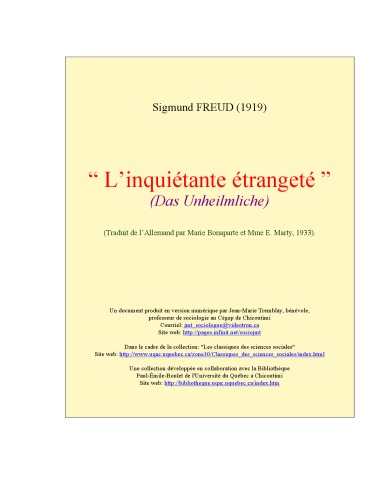 Sigmund FREUD (1919)
“ L’inquiétante étrangeté ”
(Das Unheilmliche)
(Traduit de l’Allemand par Marie Bonaparte et Mme E. Marty, 1933).
Un document produit en version numérique par Jean-Marie Tremblay, bénévole,
professeur de sociologie au Cégep de Chicoutimi
Courriel: jmt_sociologue@videotron.ca
Site web: http://pages.infinit.net/sociojmt
Dans le cadre de la collection: "Les classiques des sciences sociales"
Site web: http://www.uqac.uquebec.ca/zone30/Classiques_des_sciences_sociales/index.html
Une collection développée en collaboration avec la Bibliothèque
Paul-Émile-Boulet de l'Université du Québec à Chicoutimi
Site web: http://bibliotheque.uqac.uquebec.ca/index.htm